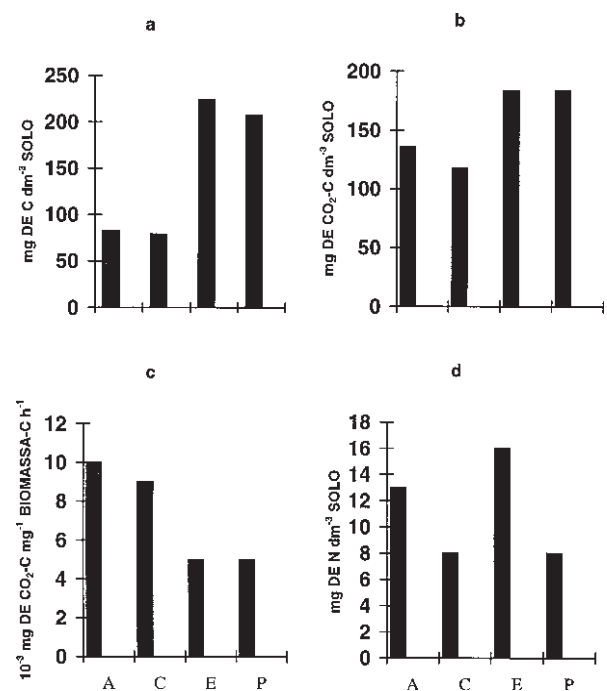 a
b
mg DE C dm⁻³ SOLO
250
200
150
100
50
0
mg DE CO₂-C dm⁻³ SOLO
200
150
100
50
0
c
d
10⁻³ mg DE CO₂-C mg⁻¹ BIOMASSA-C h⁻¹
12
10
8
6
4
2
0
A C E P
mg DE N dm⁻³ SOLO
18
16
14
12
10
8
6
4
2
0
A C E P